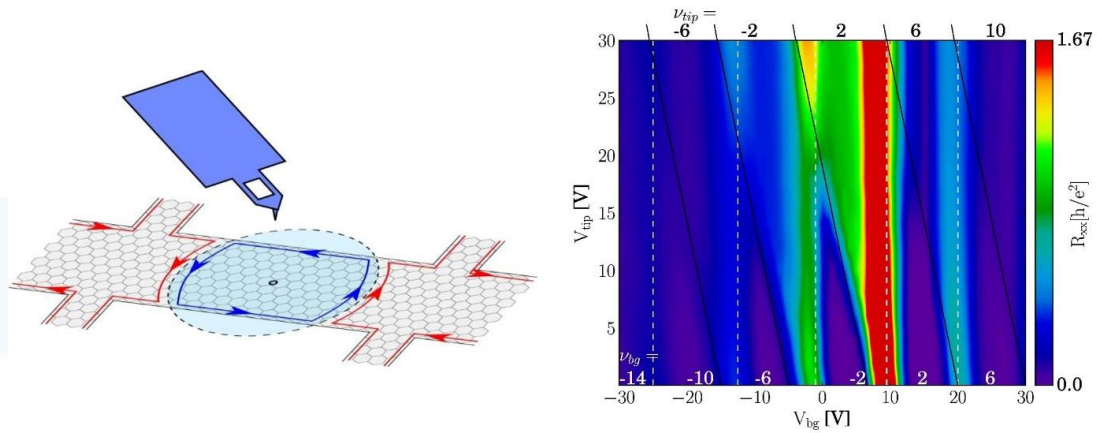 ν_tip =
-6 -2 2 6 10
30
25
20
15
10
5
V_tip [V]
ν_bg =
-14 -10 -6 -2 2 6
-30 -20 -10 0 10 20 30
V_bg [V]
1.67
0.0
R_xx[h/e²]